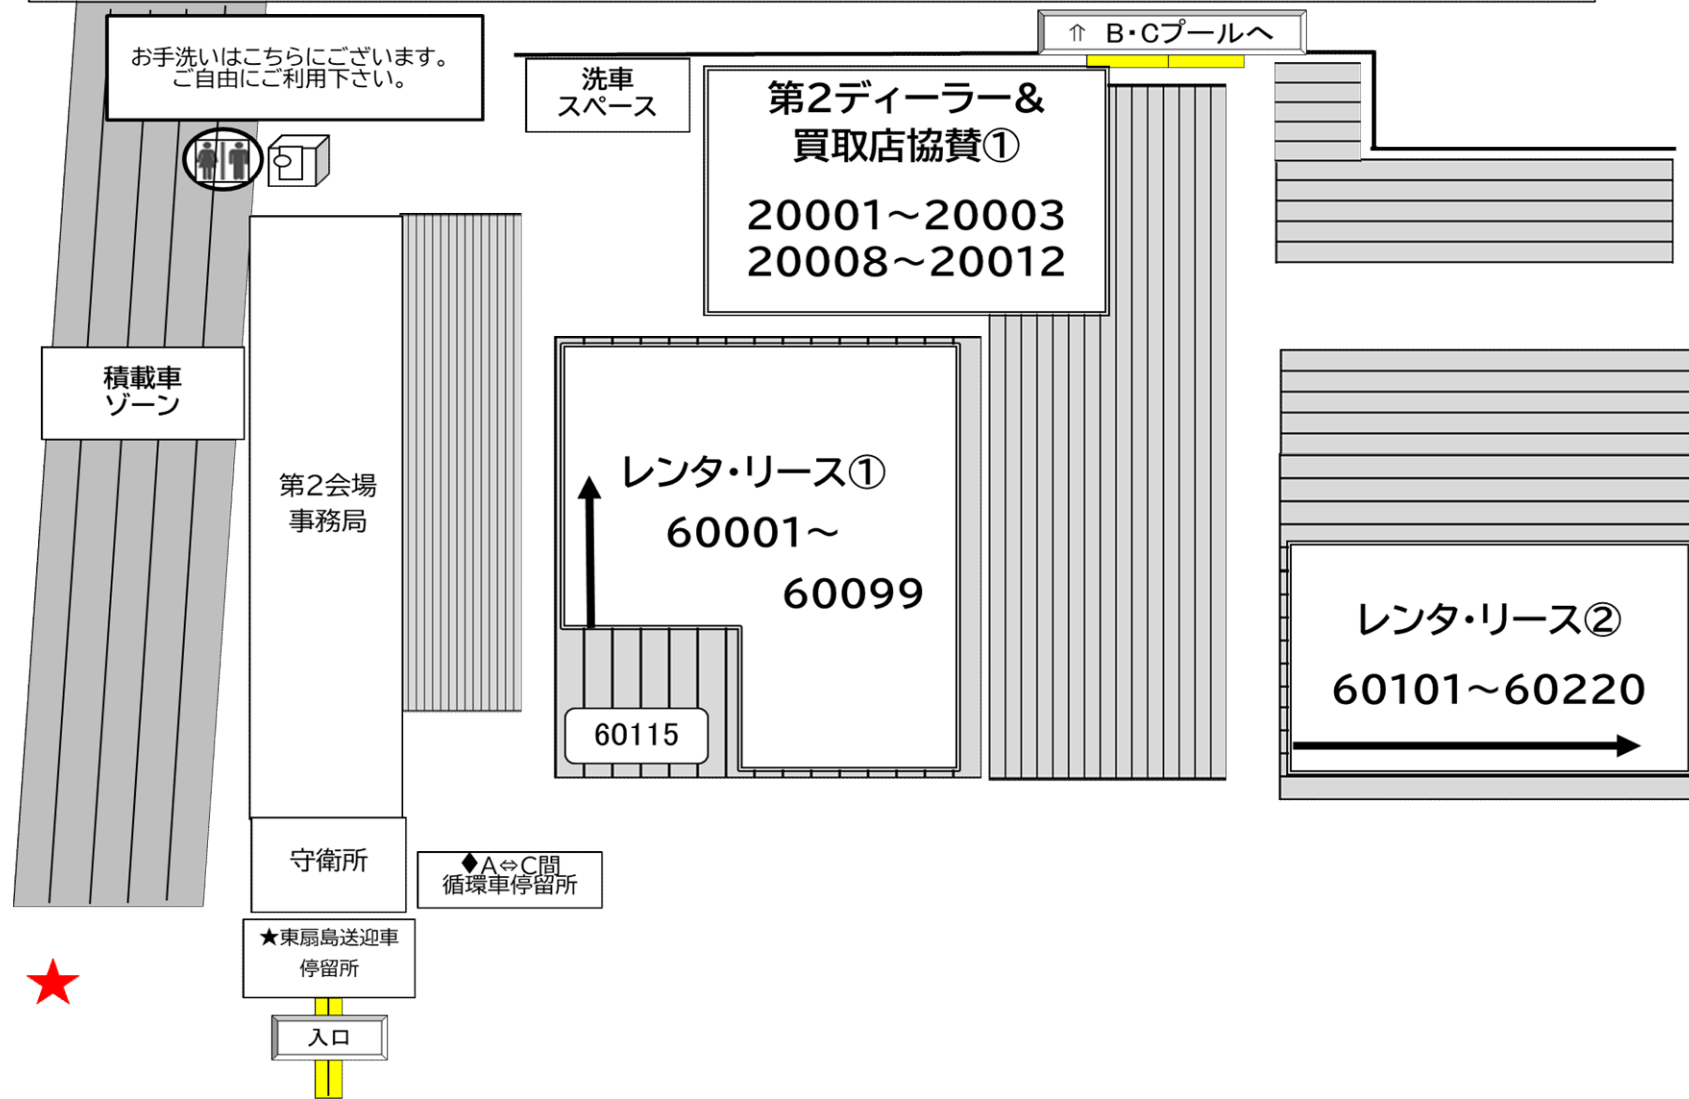 お手洗いはこちらにございます。
ご自由にご利用下さい。
⇑ B・Cプールへ
洗車
スペース
第2ディーラー&
買取店協賛①
20001～20003
20008～20012
積載車
ゾーン
第2会場
事務局
レンタ・リース①
60001～
60099
60115
レンタ・リース②
60101～60220
守衛所
♦A⇔C間
循環車停留所
★東扇島送迎車
停留所
入口